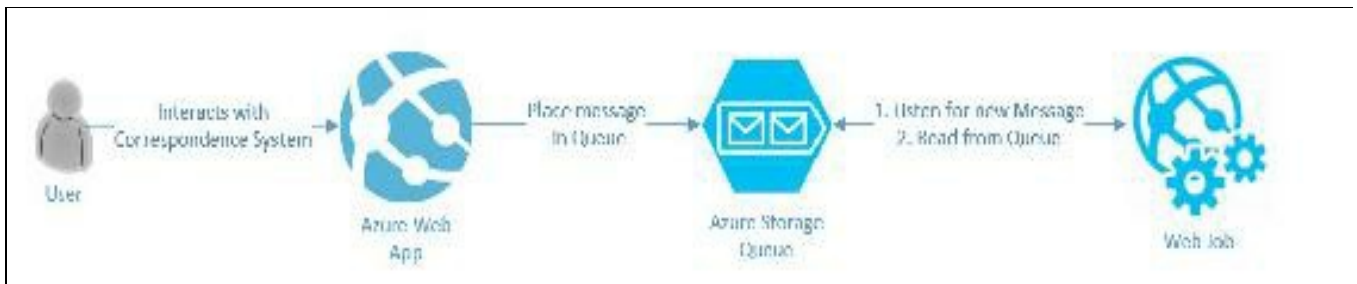 Interacts with
Correspondence System
User
Azure Web
App
Place message
in Queue
Azure Storage
Queue
1. Listen for new Message
2. Read from Queue
Web Job